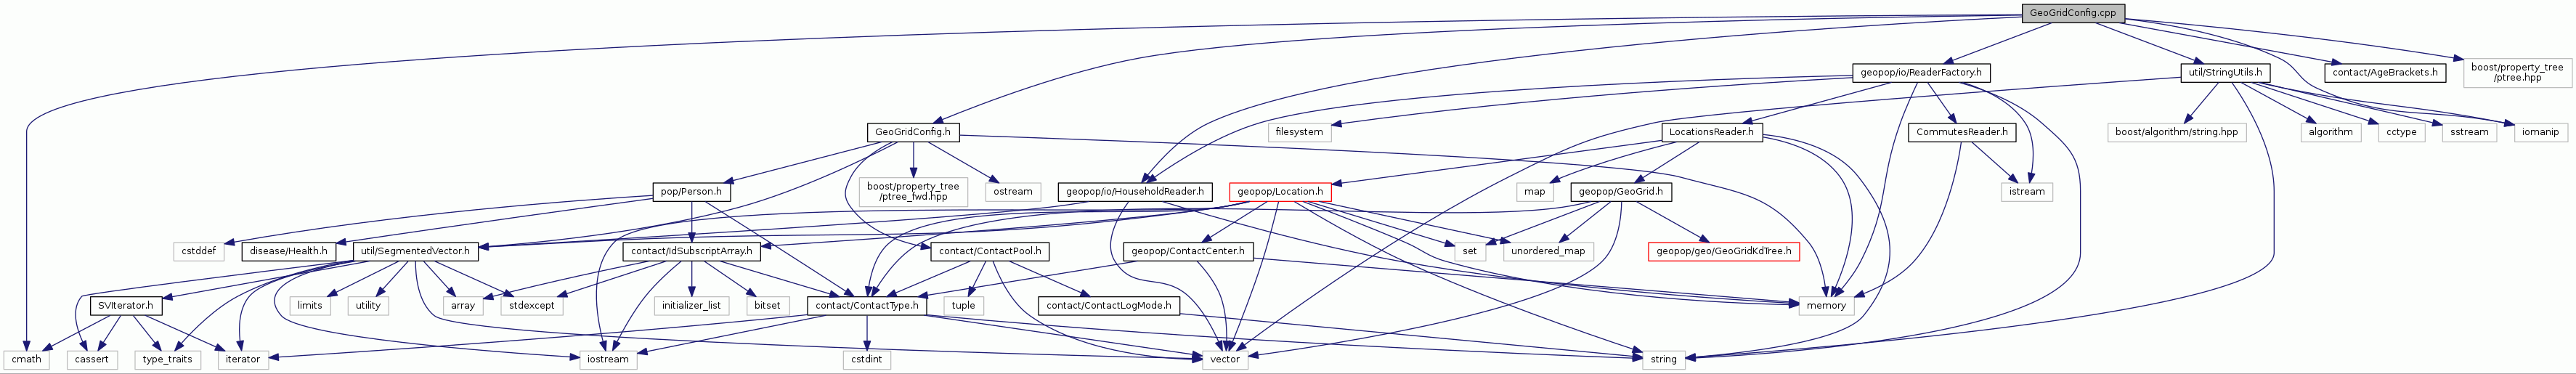 GeoGridConfig.cpp
geopop/io/ReaderFactory.h
util/StringUtils.h
contact/AgeBrackets.h
boost/property_tree
/ptree.hpp
GeoGridConfig.h
filesystem
LocationsReader.h
CommutesReader.h
boost/algorithm/string.hpp
algorithm
cctype
sstream
iomanip
pop/Person.h
boost/property_tree
/ptree_fwd.hpp
ostream
geopop/io/HouseholdReader.h
geopop/Location.h
map
geopop/GeoGrid.h
istream
cstddef
disease/Health.h
util/SegmentedVector.h
contact/IdSubscriptArray.h
contact/ContactPool.h
geopop/ContactCenter.h
set
unordered_map
geopop/geo/GeoGridKdTree.h
SVIterator.h
limits
utility
array
stdexcept
initializer_list
bitset
contact/ContactType.h
tuple
contact/ContactLogMode.h
memory
cmath
cassert
type_traits
iterator
iostream
cstdint
vector
string